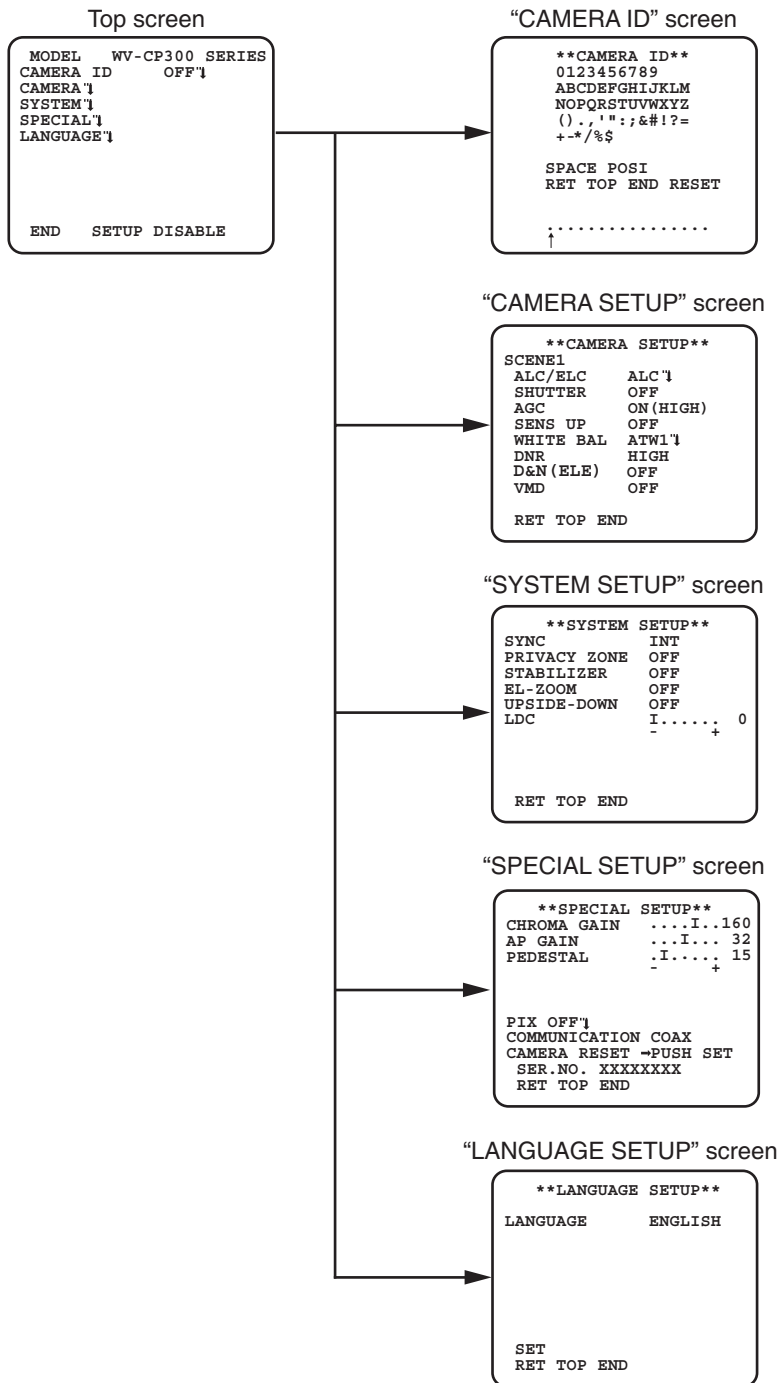 Top screen
MODEL WV-CP300 SERIES
CAMERA ID OFF
CAMERA
SYSTEM
SPECIAL
LANGUAGE
END SETUP DISABLE
“CAMERA ID” screen
**CAMERA ID**
0123456789
ABCDEFGHIJKLM
NOPQRSTUVWXYZ
().,'":;&#!?=
+-*/%$
SPACE POSI
RET TOP END RESET
................
↑
“CAMERA SETUP” screen
**CAMERA SETUP**
SCENE1
ALC/ELC ALC
SHUTTER OFF
AGC ON(HIGH)
SENS UP OFF
WHITE BAL ATW1
DNR HIGH
D&N(ELE) OFF
VMD OFF
RET TOP END
“SYSTEM SETUP” screen
**SYSTEM SETUP**
SYNC INT
PRIVACY ZONE OFF
STABILIZER OFF
EL-ZOOM OFF
UPSIDE-DOWN OFF
LDC I...... 0
- +
RET TOP END
“SPECIAL SETUP” screen
**SPECIAL SETUP**
CHROMA GAIN ....I..160
AP GAIN ...I... 32
PEDESTAL .I..... 15
- +
PIX OFF
COMMUNICATION COAX
CAMERA RESET →PUSH SET
SER.NO. XXXXXXXX
RET TOP END
“LANGUAGE SETUP” screen
**LANGUAGE SETUP**
LANGUAGE ENGLISH
SET
RET TOP END